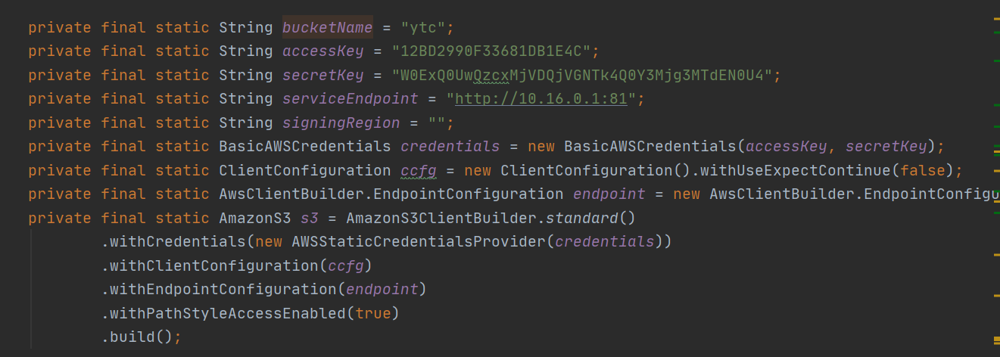 private final static String bucketName = "ytc";
private final static String accessKey = "12BD2990F33681DB1E4C";
private final static String secretKey = "W0ExQ0UwQzcxMjVDQjVGNTk4Q0Y3Mjg3MTdEN0U4";
private final static String serviceEndpoint = "http://10.16.0.1:81";
private final static String signingRegion = "";
private final static BasicAWSCredentials credentials = new BasicAWSCredentials(accessKey, secretKey);
private final static ClientConfiguration ccfg = new ClientConfiguration().withUseExpectContinue(false);
private final static AwsClientBuilder.EndpointConfiguration endpoint = new AwsClientBuilder.EndpointConfigu
private final static AmazonS3 s3 = AmazonS3ClientBuilder.standard()
.withCredentials(new AWSStaticCredentialsProvider(credentials))
.withClientConfiguration(ccfg)
.withEndpointConfiguration(endpoint)
.withPathStyleAccessEnabled(true)
.build();